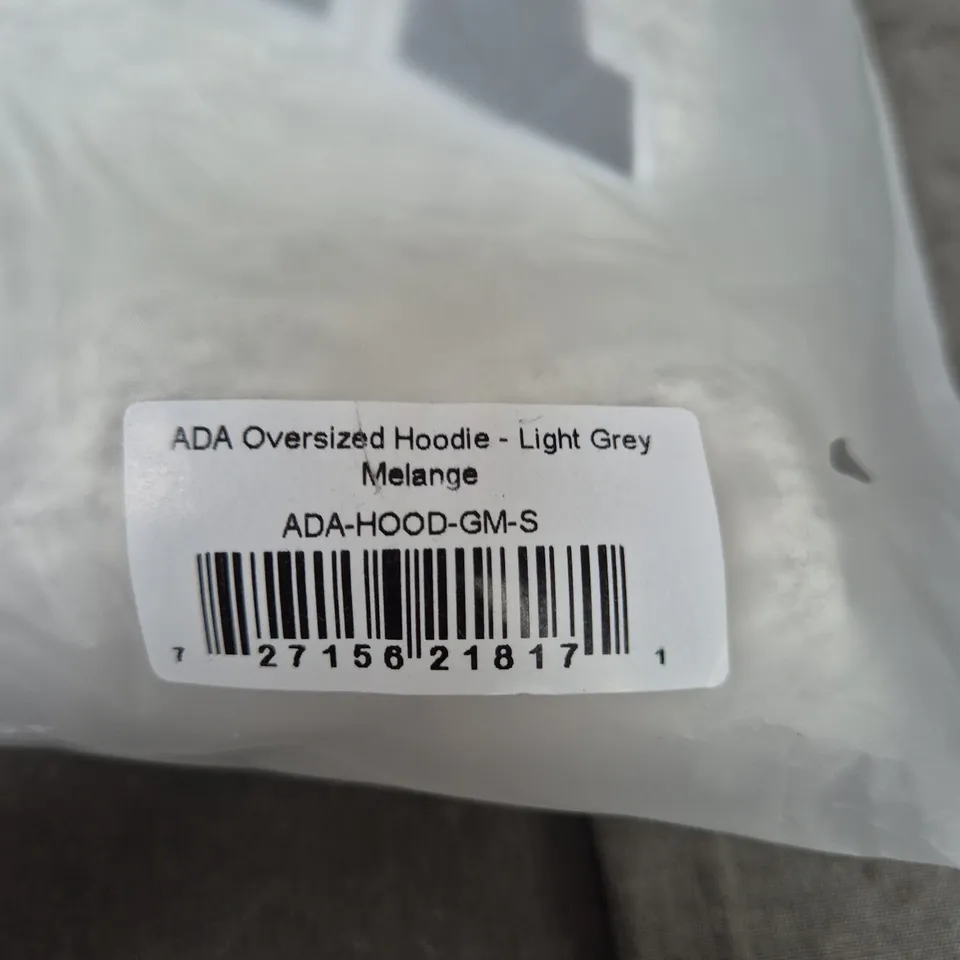 ADA Oversized Hoodie - Light Grey
Melange
ADA-HOOD-GM-S
7 27156 21817 1